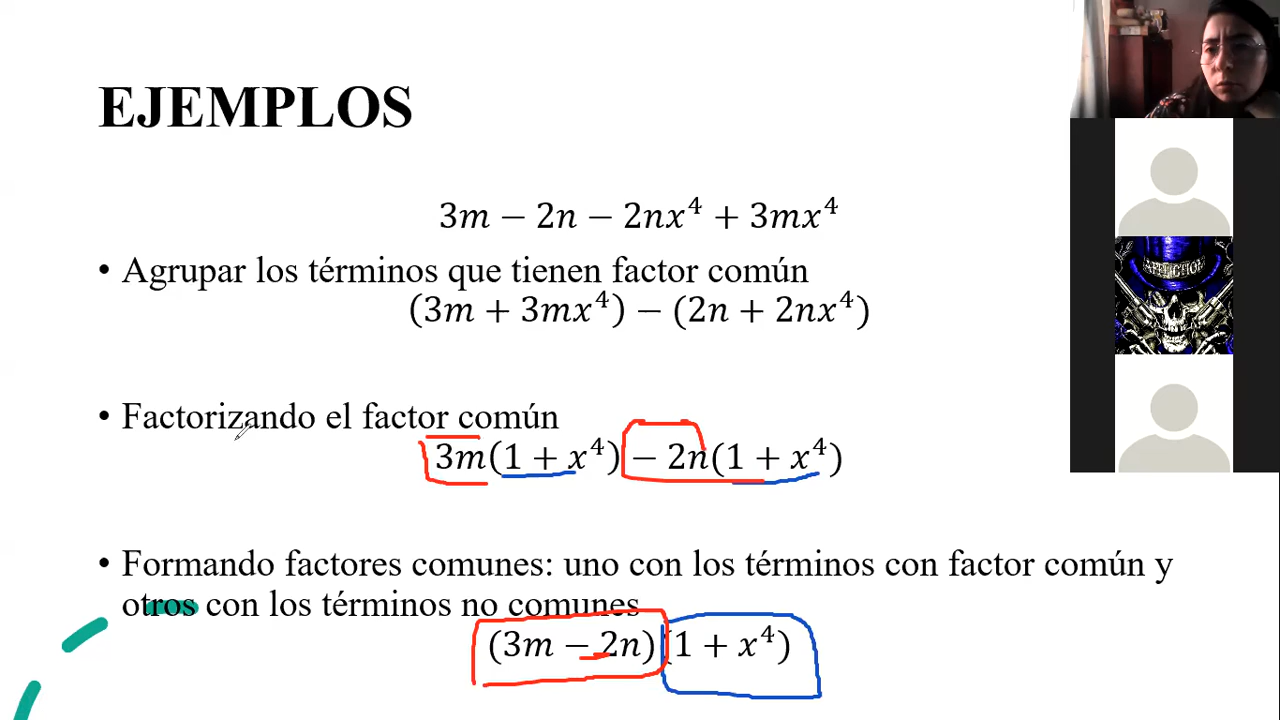 EJEMPLOS
3m − 2n − 2nx⁴ + 3mx⁴
• Agrupar los términos que tienen factor común
(3m + 3mx⁴) − (2n + 2nx⁴)
• Factorizando el factor común
3m(1 + x⁴) − 2n(1 + x⁴)
• Formando factores comunes: uno con los términos con factor común y
otros con los términos no comunes
(3m − 2n)(1 + x⁴)
AFFLICTION